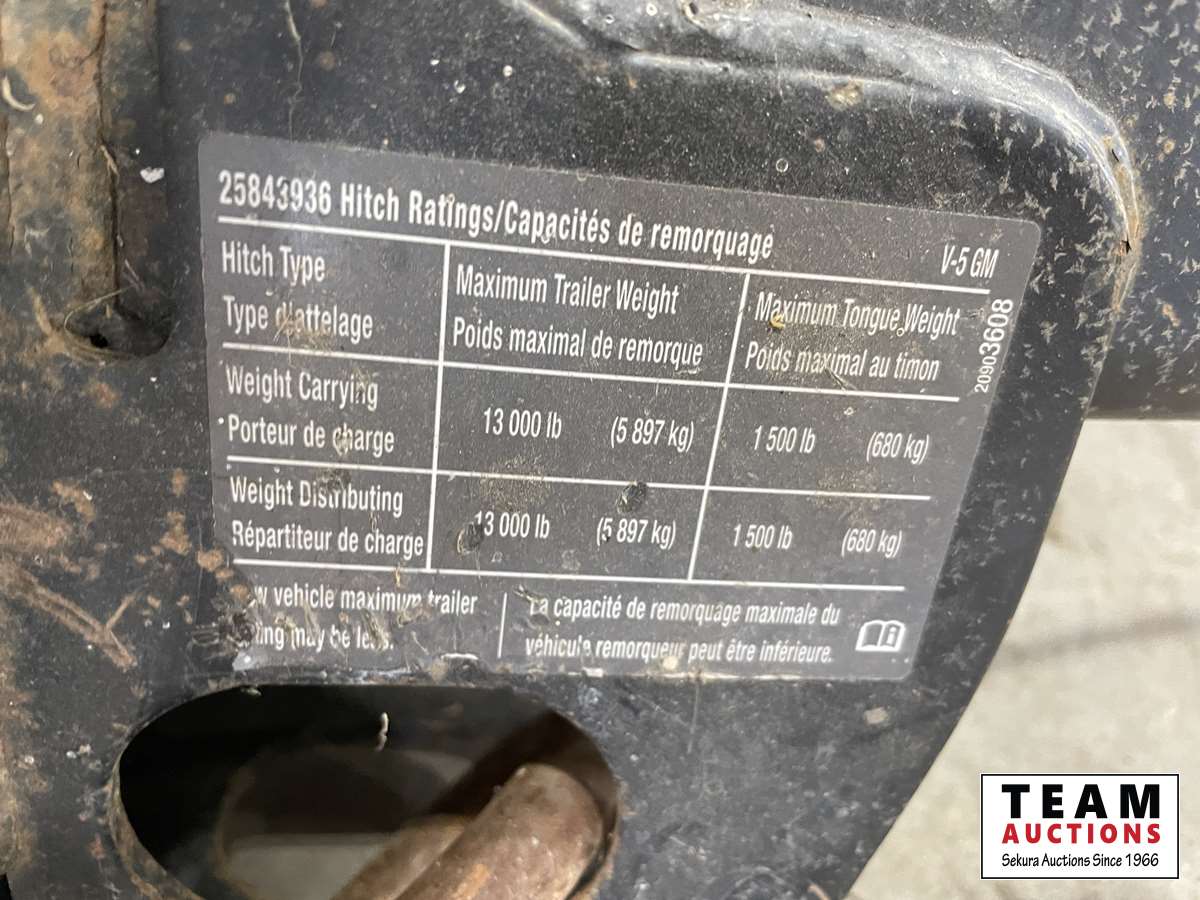 25843936 Hitch Ratings/Capacités de remorquage V-5 GM
Hitch Type
Type d'attelage
Maximum Trailer Weight
Poids maximal de remorque
Maximum Tongue Weight
Poids maximal au timon
Weight Carrying
Porteur de charge
13 000 lb (5 897 kg)
1 500 lb (680 kg)
Weight Distributing
Répartiteur de charge
13 000 lb (5 897 kg)
1 500 lb (680 kg)
vehicle maximum trailer
may be less.
La capacité de remorquage maximale du
véhicule remorqueur peut être inférieure.
20903608
TEAM
AUCTIONS
Sekura Auctions Since 1966